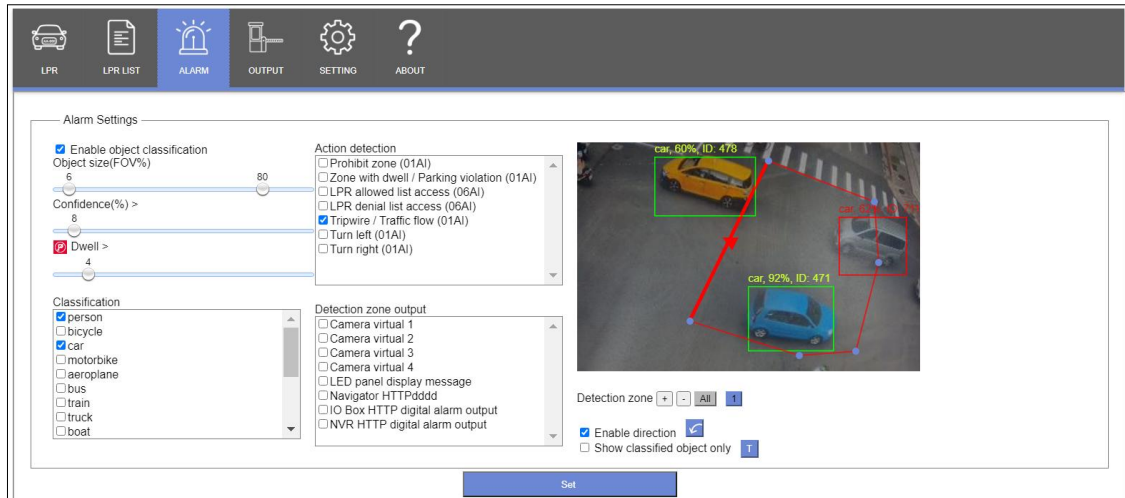 LPR
LPR LIST
ALARM
OUTPUT
SETTING
ABOUT
Alarm Settings
Enable object classification
Object size(FOV%)
6 80
Confidence(%) >
8
Dwell >
4
Classification
person
bicycle
car
motorbike
aeroplane
bus
train
truck
boat
Action detection
Prohibit zone (01AI)
Zone with dwell / Parking violation (01AI)
LPR allowed list access (06AI)
LPR denial list access (06AI)
Tripwire / Traffic flow (01AI)
Turn left (01AI)
Turn right (01AI)
Detection zone output
Camera virtual 1
Camera virtual 2
Camera virtual 3
Camera virtual 4
LED panel display message
Navigator HTTPdddd
IO Box HTTP digital alarm output
NVR HTTP digital alarm output
car, 60%, ID: 478
car,
car, 92%, ID: 471
Detection zone + - All 1
Enable direction
Show classified object only T
Set